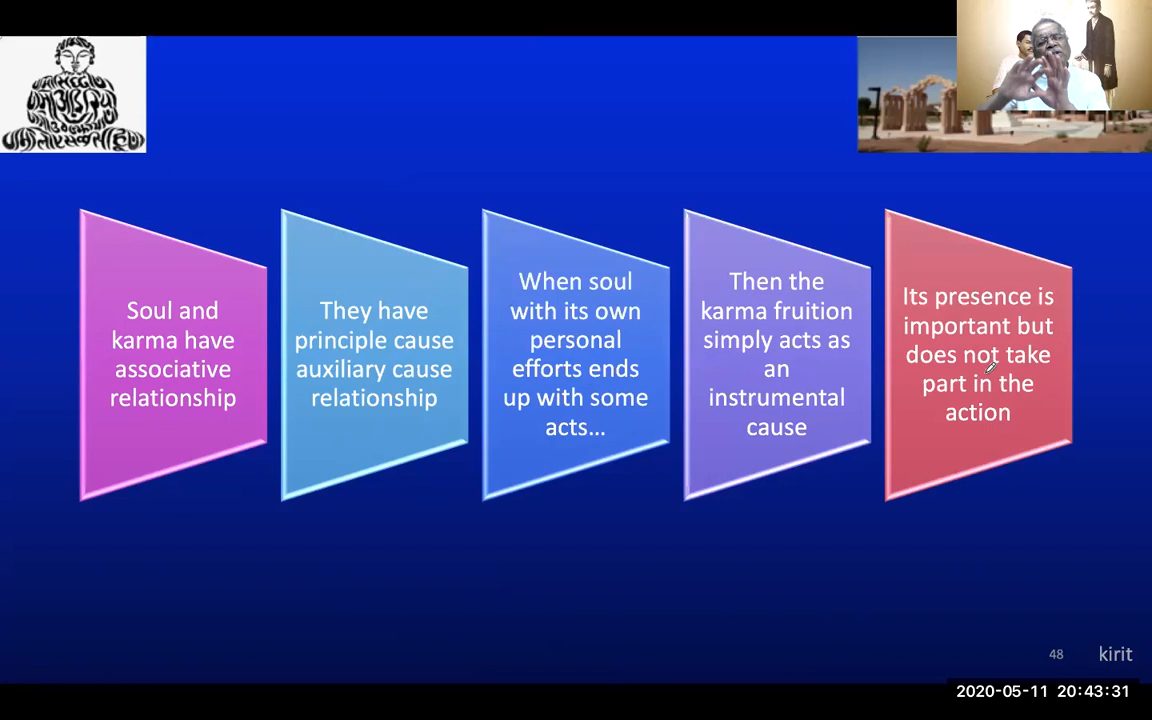 Soul and
karma have
associative
relationship
They have
principle cause
auxiliary cause
relationship
When soul
with its own
personal
efforts ends
up with some
acts...
Then the
karma fruition
simply acts as
an
instrumental
cause
Its presence is
important but
does not take
part in the
action
48
kirit
2020-05-11 20:43:31